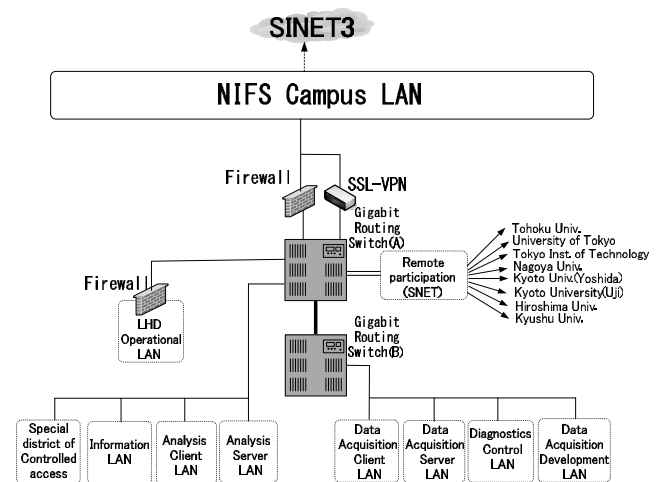 SINET3
NIFS Campus LAN
Firewall
SSL-VPN
Gigabit
Routing
Switch(A)
Firewall
LHD
Operational
LAN
Remote
participation
(SNET)
Tohoku Univ.
University of Tokyo
Tokyo Inst. of Technology
Nagoya Univ.
Kyoto Univ.(Yoshida)
Kyoto University(Uji)
Hiroshima Univ.
Kyushu Univ.
Gigabit
Routing
Switch(B)
Special
district of
Controlled
access
Information
LAN
Analysis
Client
LAN
Analysis
Server
LAN
Data
Acquisition
Client
LAN
Data
Acquisition
Server
LAN
Diagnostics
Control
LAN
Data
Acquisition
Development
LAN